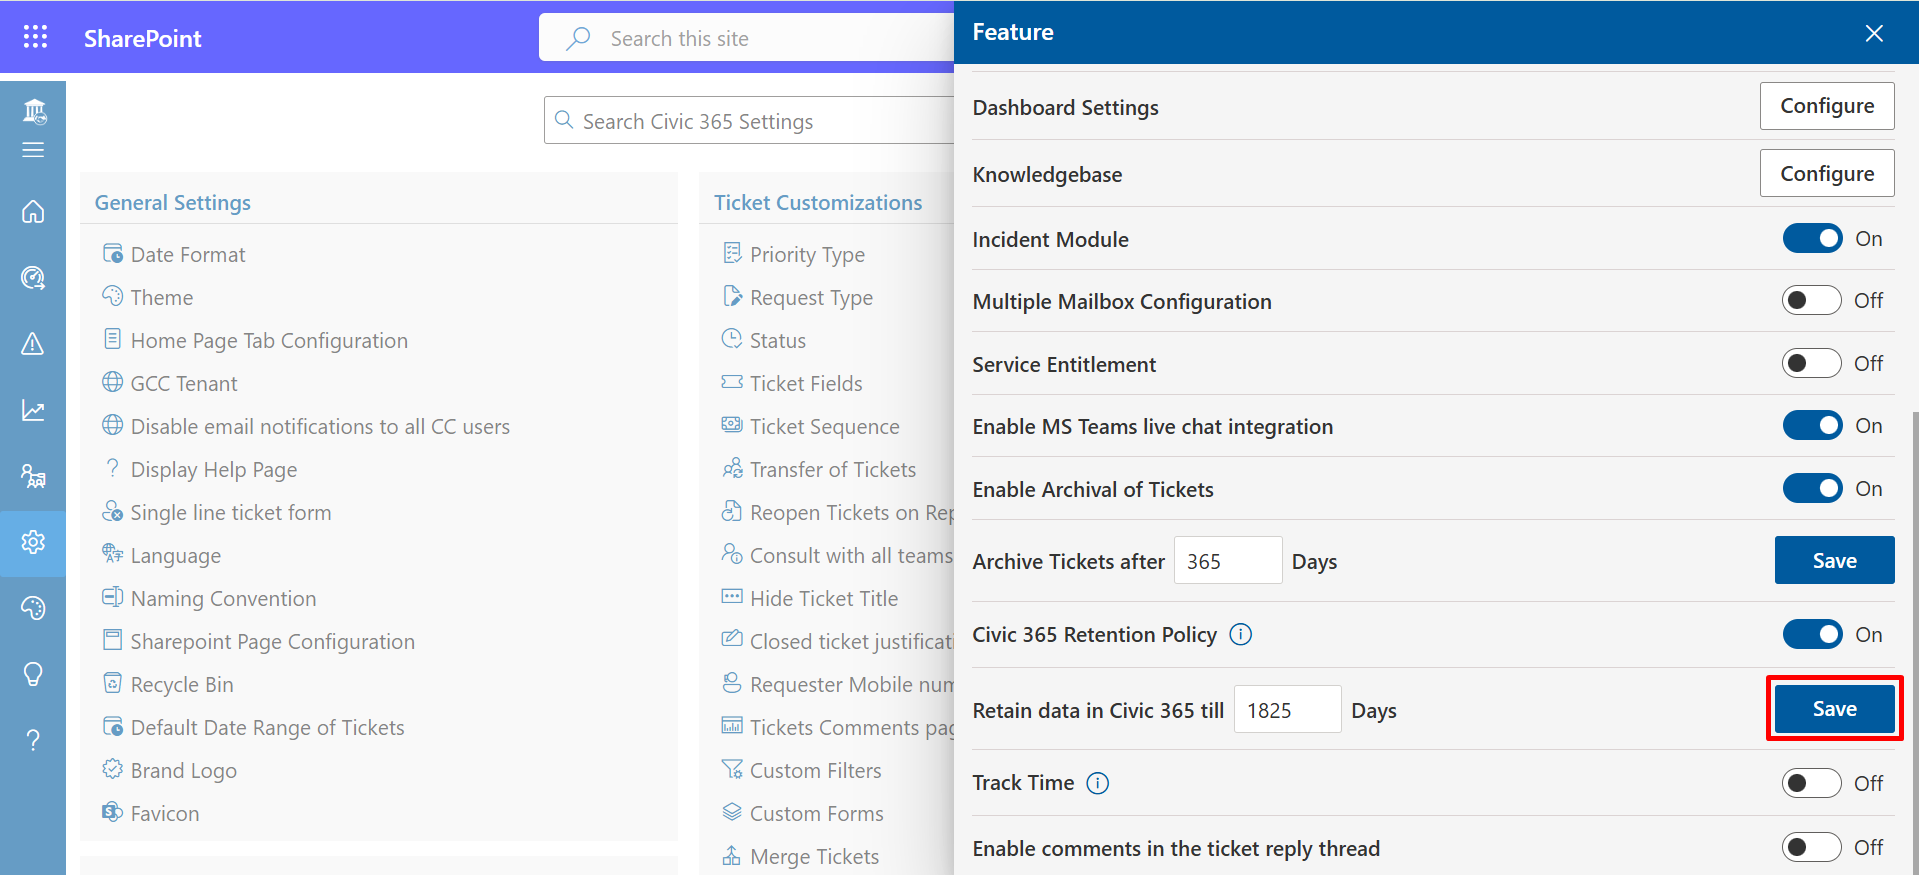 SharePoint
Search this site
Feature
Search Civic 365 Settings
General Settings
Date Format
Theme
Home Page Tab Configuration
GCC Tenant
Disable email notifications to all CC users
Display Help Page
Single line ticket form
Language
Naming Convention
Sharepoint Page Configuration
Recycle Bin
Default Date Range of Tickets
Brand Logo
Favicon
Ticket Customizations
Priority Type
Request Type
Status
Ticket Fields
Ticket Sequence
Transfer of Tickets
Reopen Tickets on Rep
Consult with all teams
Hide Ticket Title
Closed ticket justificati
Requester Mobile num
Tickets Comments pag
Custom Filters
Custom Forms
Merge Tickets
Dashboard Settings Configure
Knowledgebase Configure
Incident Module On
Multiple Mailbox Configuration Off
Service Entitlement Off
Enable MS Teams live chat integration On
Enable Archival of Tickets On
Archive Tickets after 365 Days Save
Civic 365 Retention Policy On
Retain data in Civic 365 till 1825 Days Save
Track Time Off
Enable comments in the ticket reply thread Off